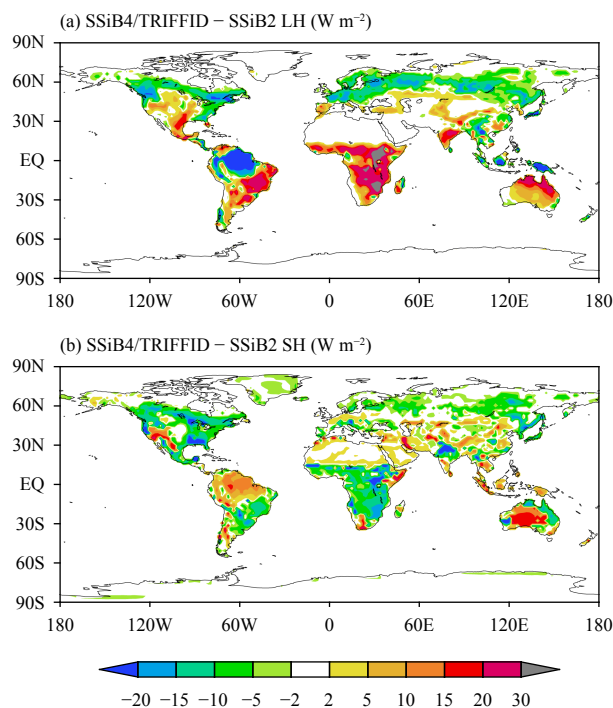 (a) SSiB4/TRIFFID − SSiB2 LH (W m⁻²)
90N
60N
30N
EQ
30S
60S
90S
180 120W 60W 0 60E 120E 180
(b) SSiB4/TRIFFID − SSiB2 SH (W m⁻²)
90N
60N
30N
EQ
30S
60S
90S
180 120W 60W 0 60E 120E 180
−20 −15 −10 −5 −2 2 5 10 15 20 30